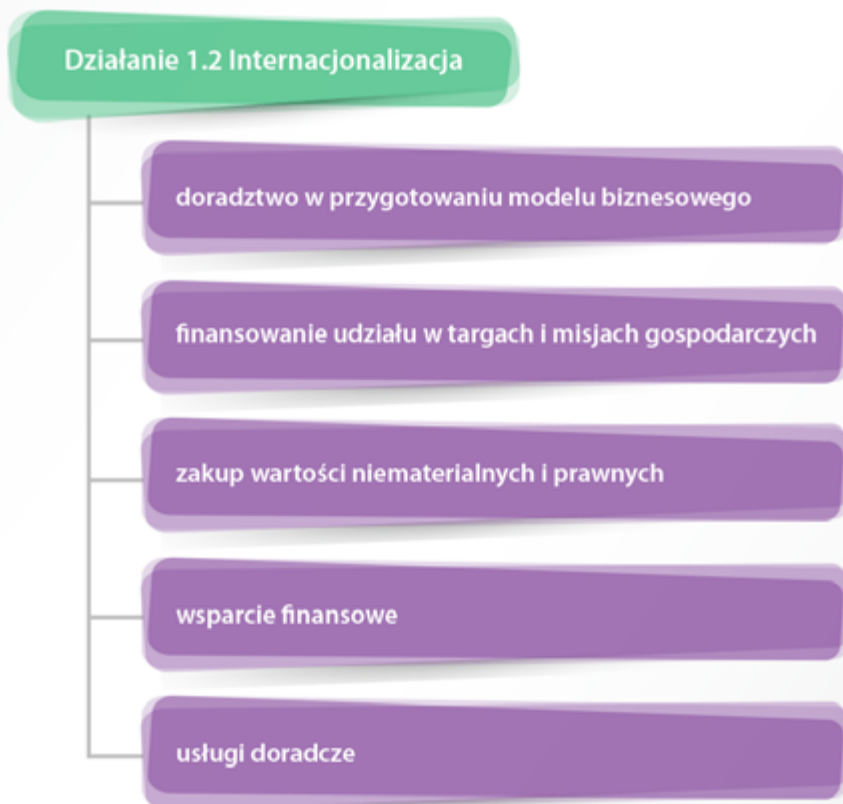 Działanie 1.2 Internacjonalizacja
doradztwo w przygotowaniu modelu biznesowego
finansowanie udziału w targach i misjach gospodarczych
zakup wartości niematerialnych i prawnych
wsparcie finansowe
usługi doradcze